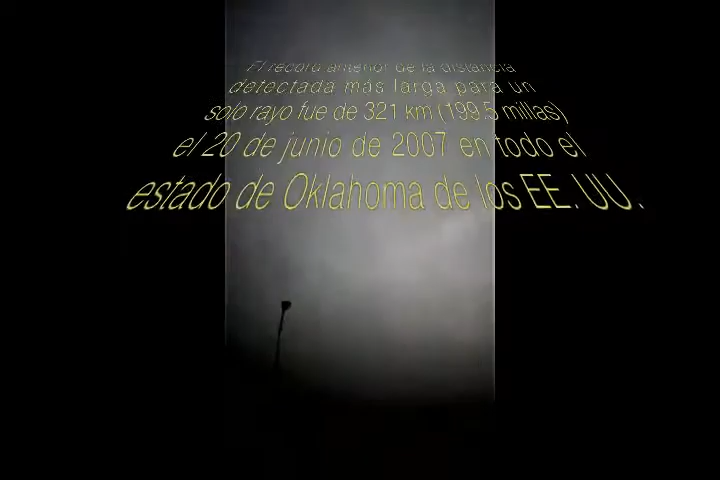 El récord anterior de la distancia
detectada más larga para un
solo rayo fue de 321 km (199.5 millas)
el 20 de junio de 2007 en todo el
estado de Oklahoma de los EE. UU.